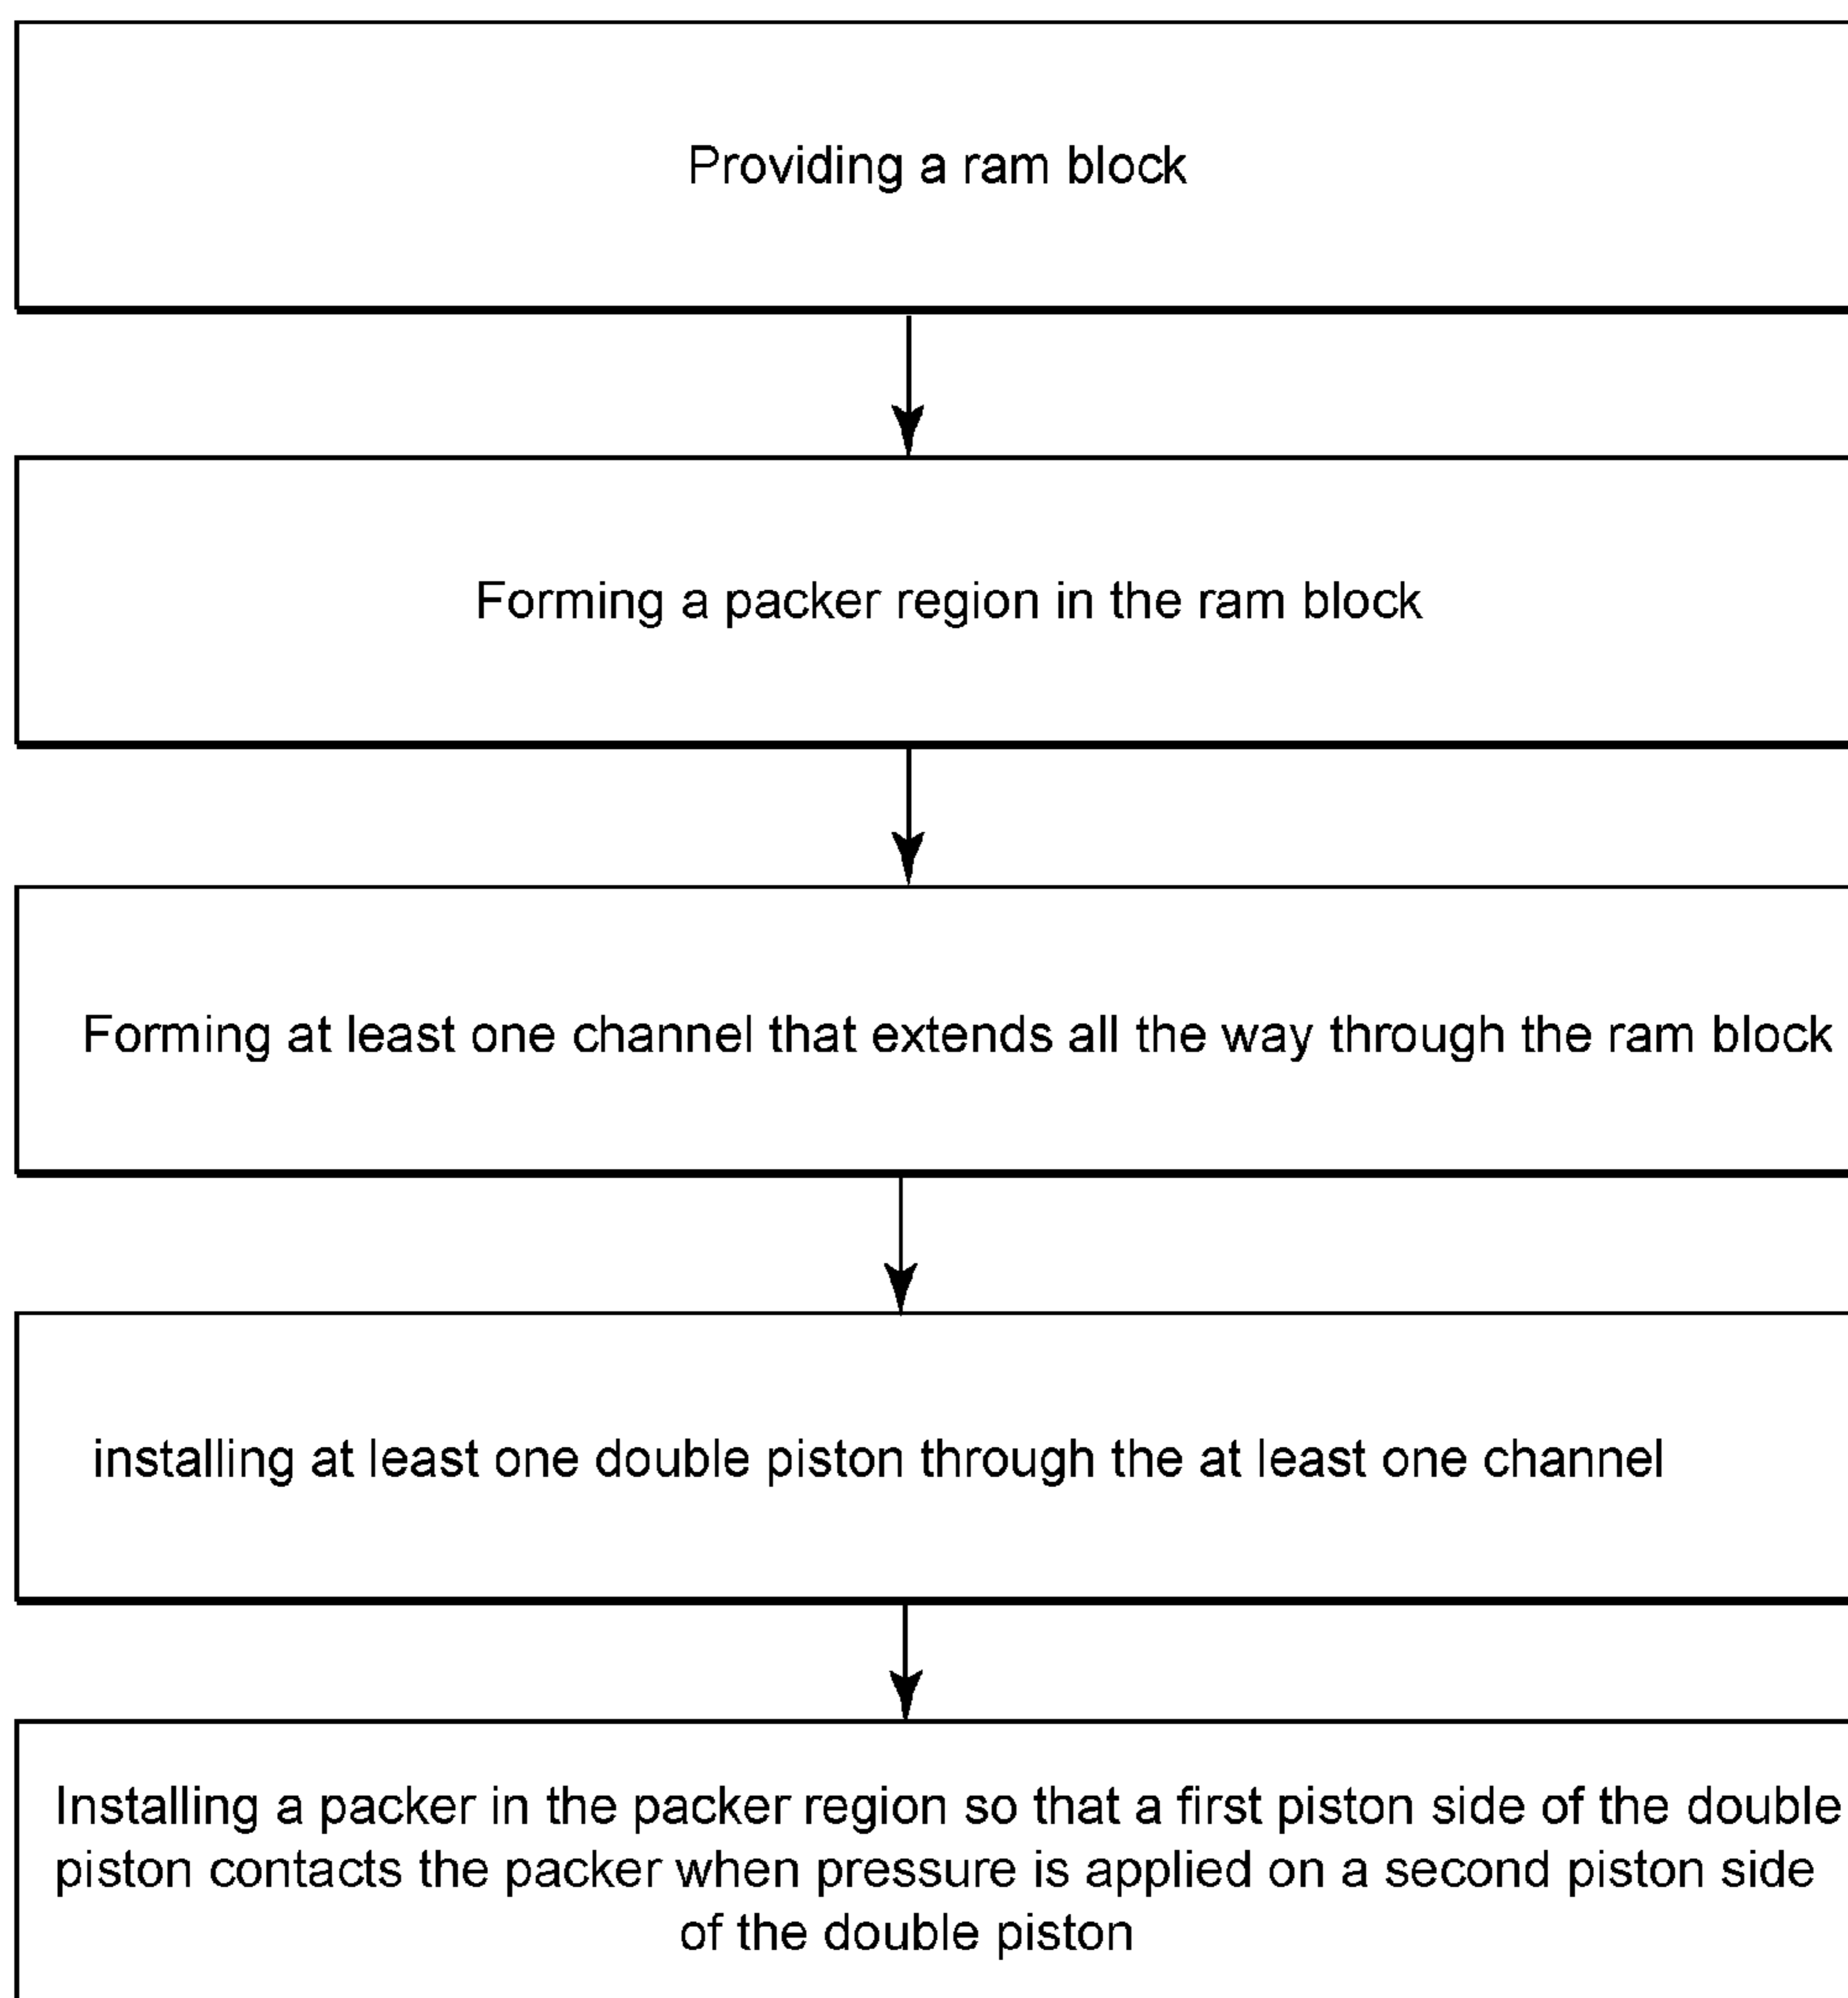 Providing a ram block
Forming a packer region in the ram block
Forming at least one channel that extends all the way through the ram block
installing at least one double piston through the at least one channel
Installing a packer in the packer region so that a first piston side of the double
piston contacts the packer when pressure is applied on a second piston side
of the double piston